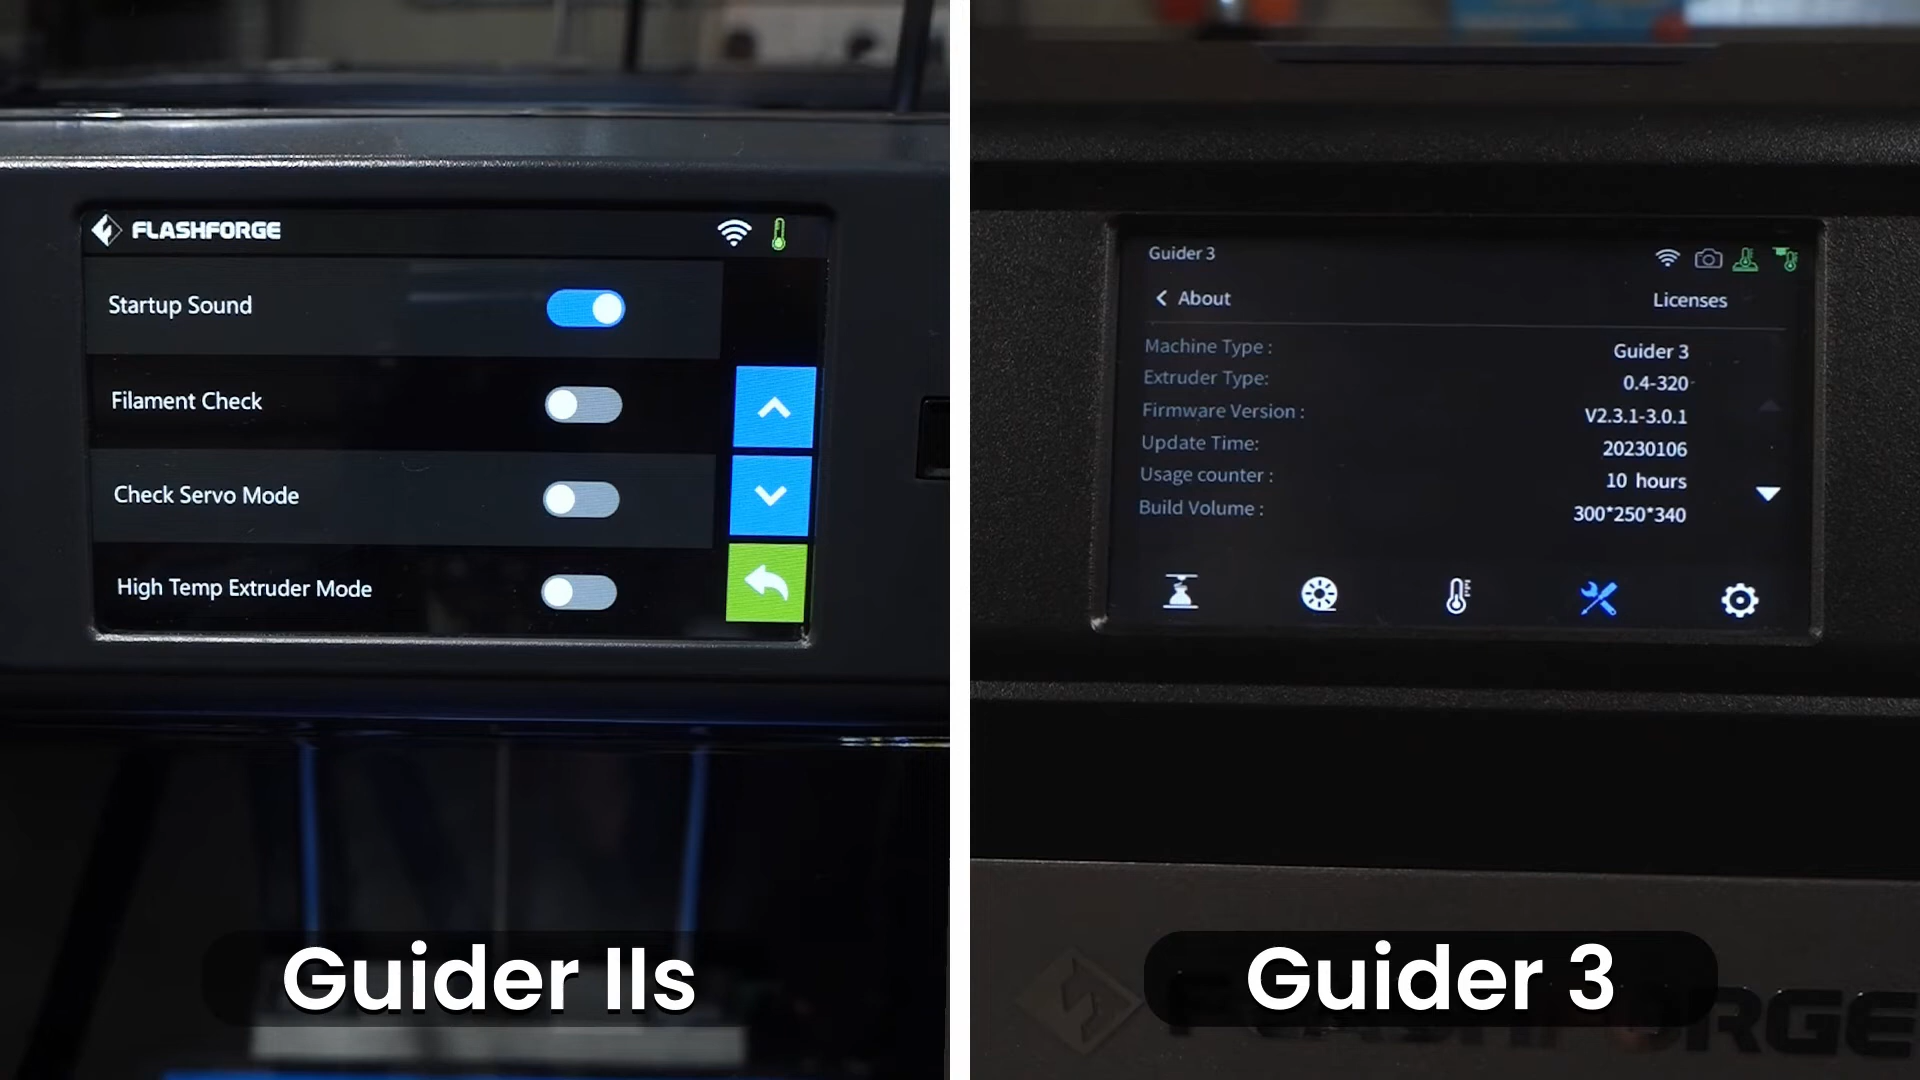 FLASHFORGE
Startup Sound
Filament Check
Check Servo Mode
High Temp Extruder Mode
Guider IIs
Guider 3
About
Licenses
Machine Type : Guider 3
Extruder Type: 0.4-320
Firmware Version : V2.3.1-3.0.1
Update Time: 20230106
Usage counter : 10 hours
Build Volume : 300*250*340
Guider 3
FLASHFORGE